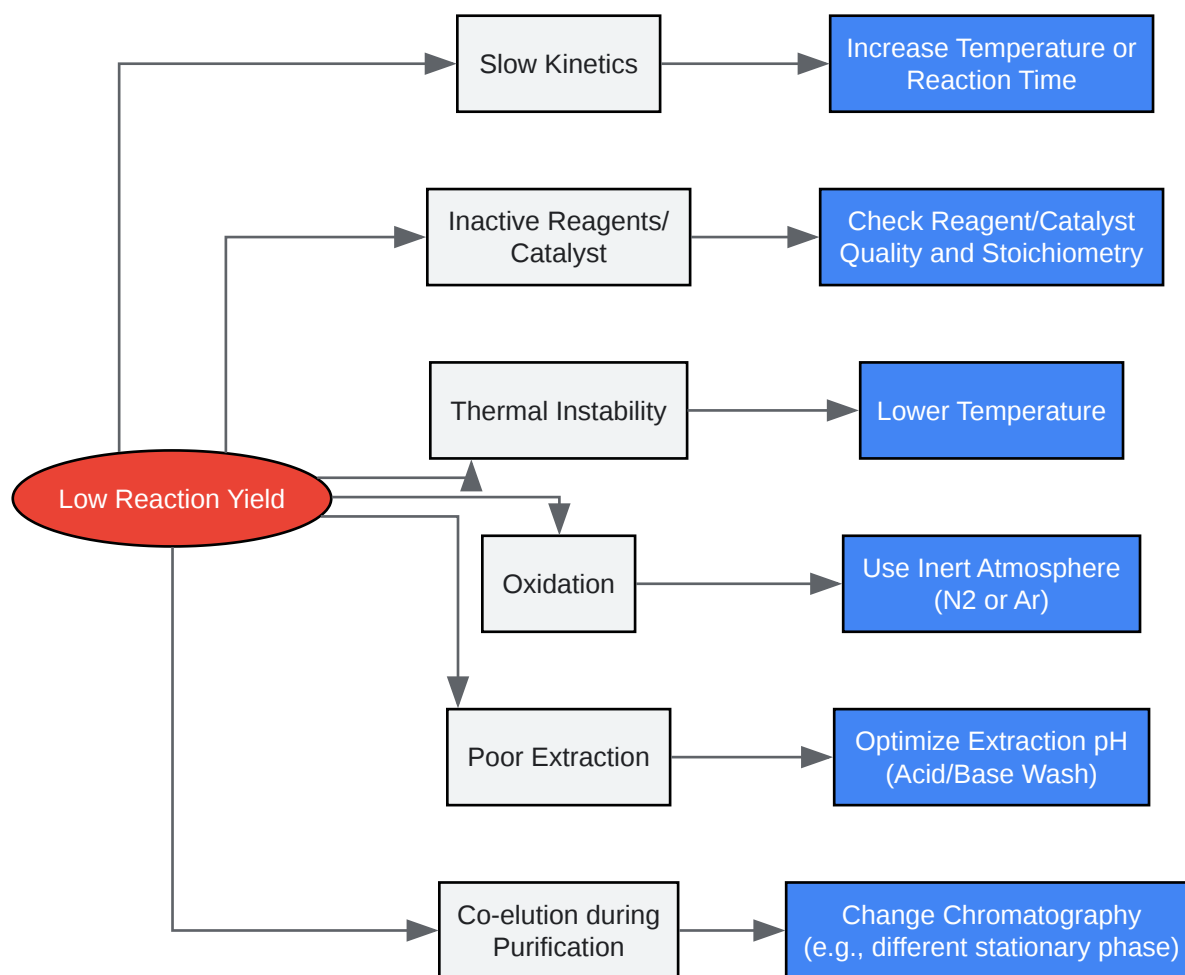 Slow Kinetics
Increase Temperature or
Reaction Time
Inactive Reagents/
Catalyst
Check Reagent/Catalyst
Quality and Stoichiometry
Thermal Instability
Lower Temperature
Low Reaction Yield
Oxidation
Use Inert Atmosphere
(N2 or Ar)
Poor Extraction
Optimize Extraction pH
(Acid/Base Wash)
Co-elution during
Purification
Change Chromatography
(e.g., different stationary phase)